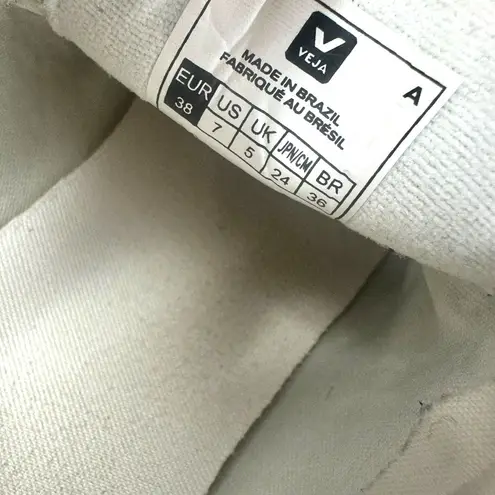 V
VEJA
A
MADE IN BRAZIL
FABRIQUÉ AU BRÉSIL
EUR US UK JPN/CM BR
38 7 5 24 36